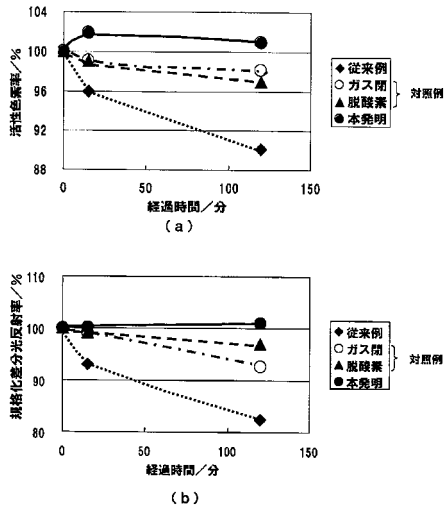 104
100
96
90
88
活性色素率/%
0
50
100
150
経過時間/分
(a)
◆従来例
○ガス閉
▲脱酸素
●本発明
対照例
110
100
90
80
規格化差分光反射率/%
0
50
100
150
経過時間/分
(b)
◆従来例
○ガス閉
▲脱酸素
●本発明
対照例